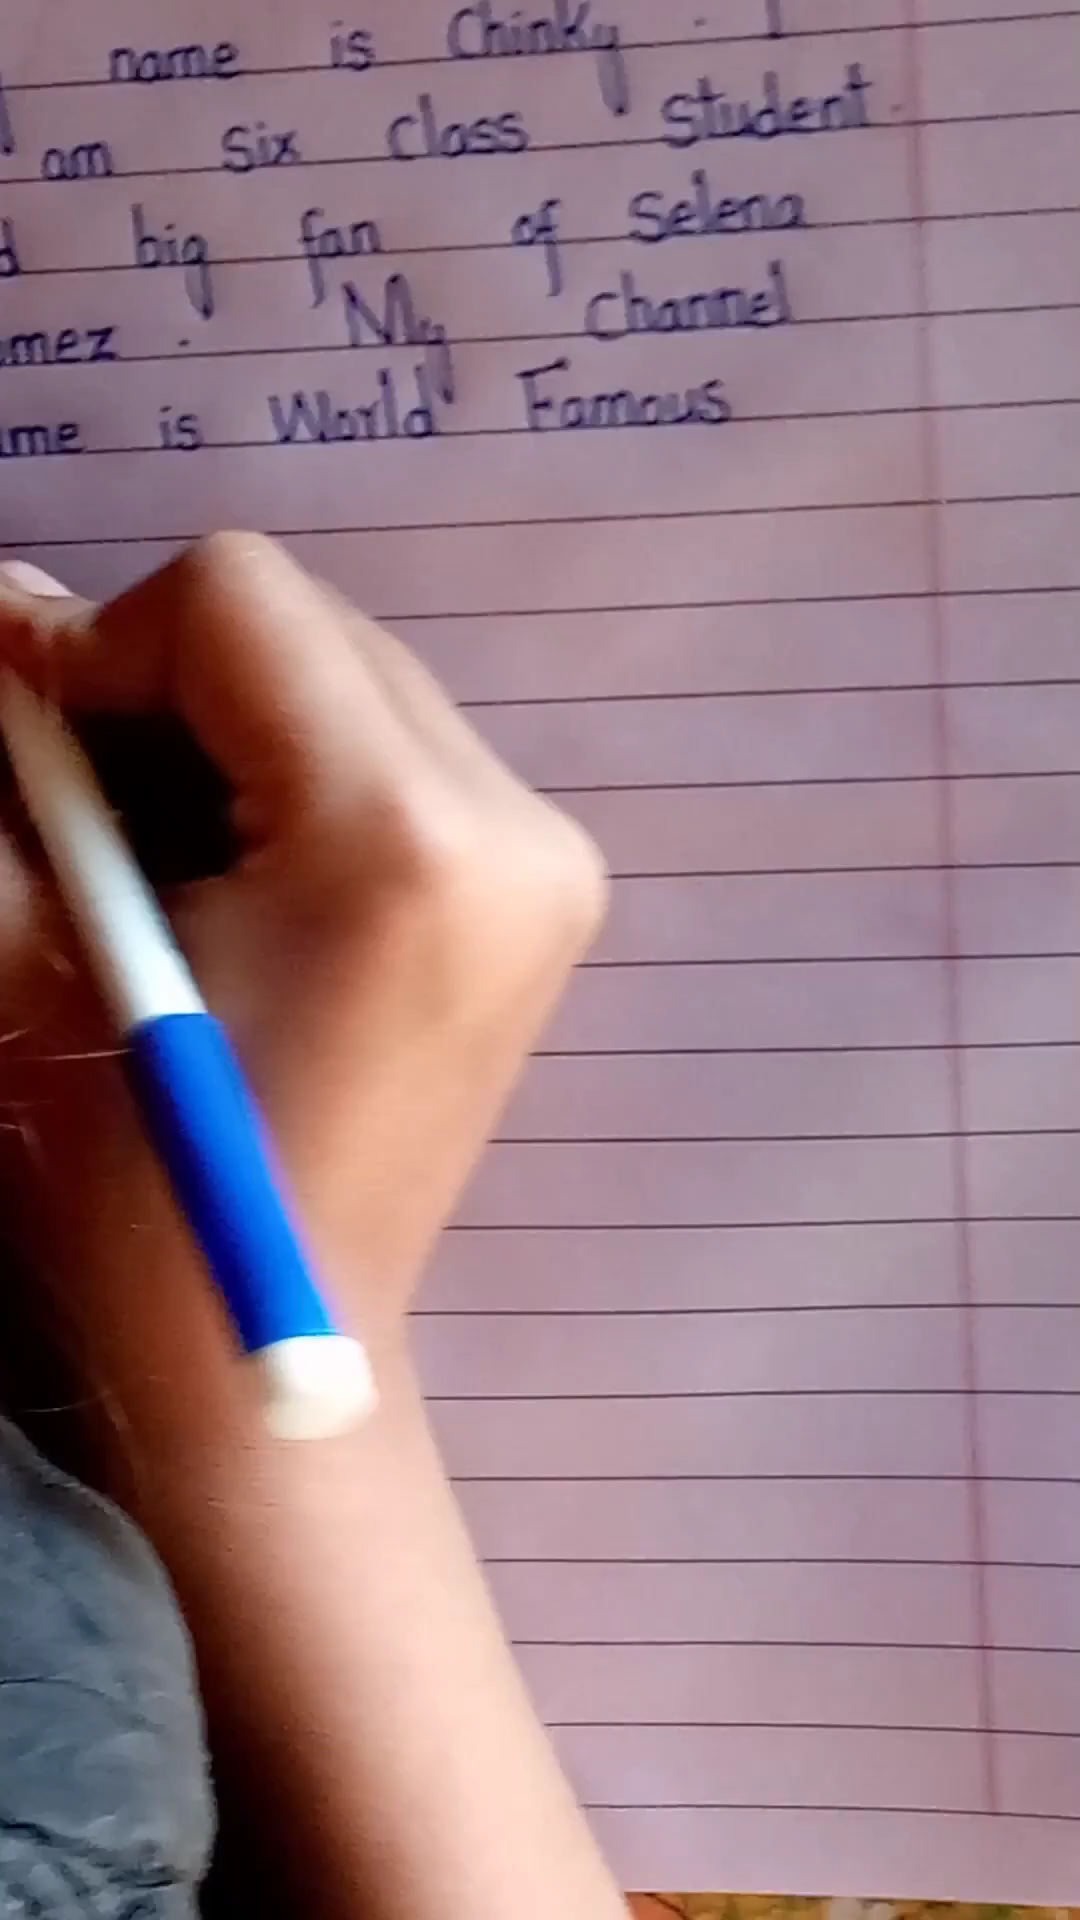 name is Chinky . I
am six class student.
big fan of Selena
mez . My Channel
me is World Famous